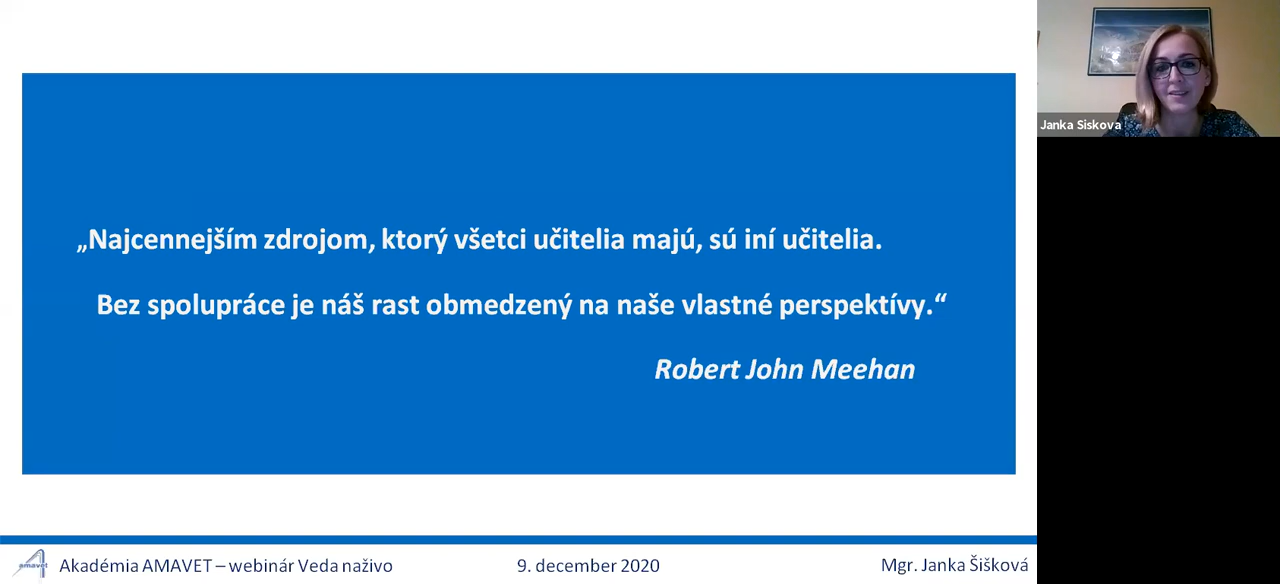 Janka Siskova
„Najcennejším zdrojom, ktorý všetci učitelia majú, sú iní učitelia.
Bez spolupráce je náš rast obmedzený na naše vlastné perspektívy.“
Robert John Meehan
amavet
Akadémia AMAVET – webinár Veda naživo
9. december 2020
Mgr. Janka Šišková